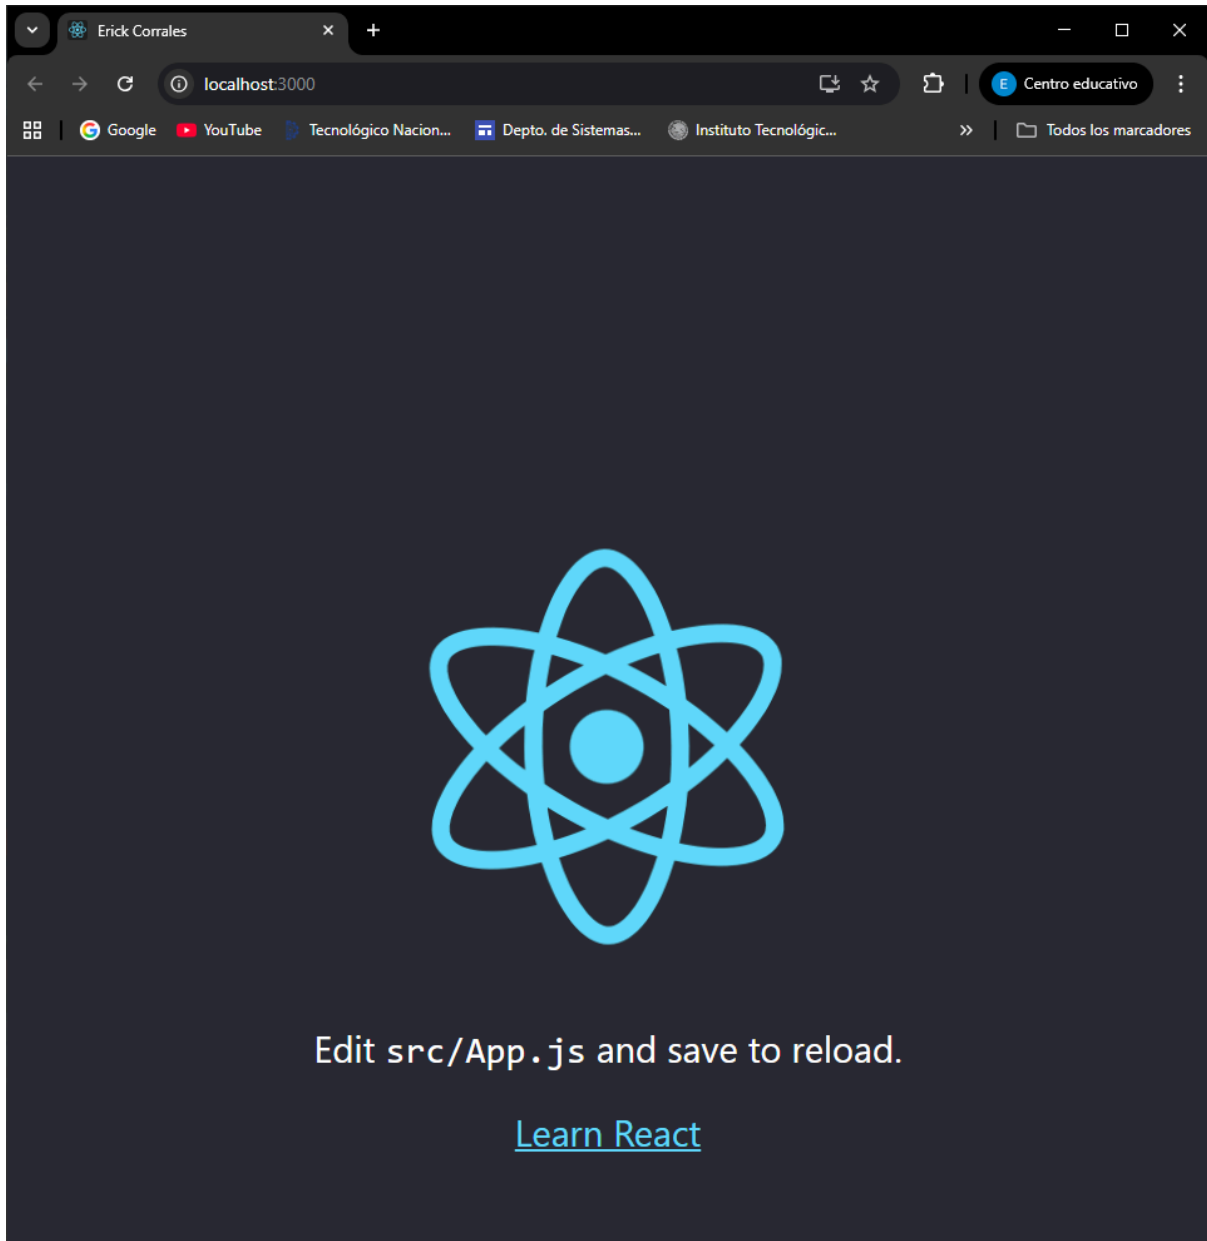 Erick Corrales
localhost:3000
E Centro educativo
Google YouTube Tecnológico Nacion... Depto. de Sistemas... Instituto Tecnológic... » Todos los marcadores
Edit src/App.js and save to reload.
Learn React